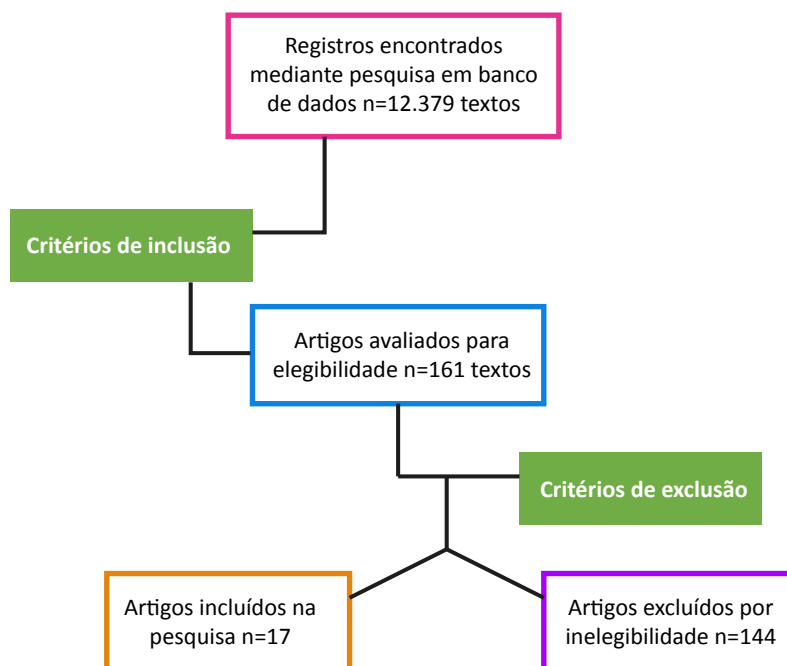 Registros encontrados
mediante pesquisa em banco
de dados n=12.379 textos
Critérios de inclusão
Artigos avaliados para
elegibilidade n=161 textos
Critérios de exclusão
Artigos incluídos na
pesquisa n=17
Artigos excluídos por
inelegibilidade n=144